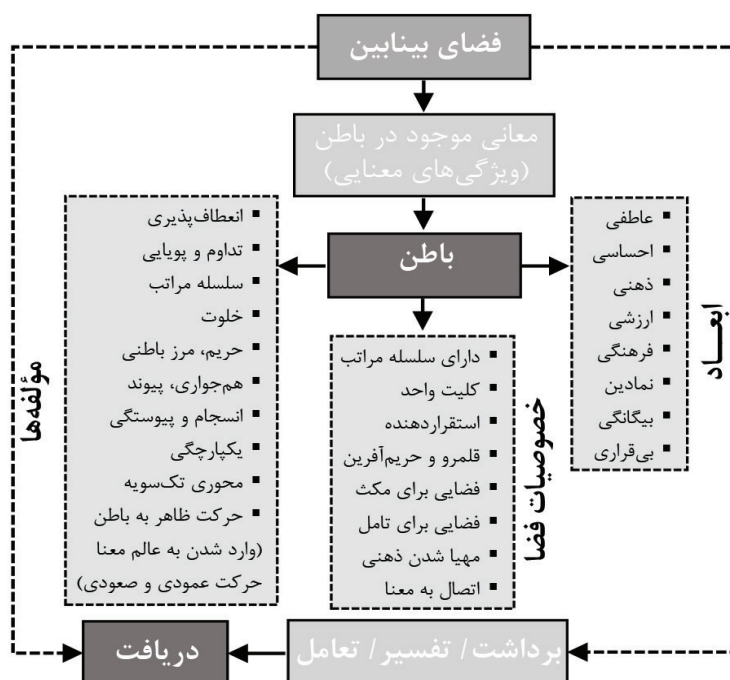 فضای بینابین
معانی موجود در باطن
(ویژگی‌های معنایی)
باطن
ابعـــاد
عاطفی
احساسی
ذهنی
ارزشی
فرهنگی
نمادین
بیگانگی
بی‌قراری
خصوصیات فضا
دارای سلسله مراتب
کلیت واحد
استقراردهنده
قلمرو و حریم‌آفرین
فضایی برای مکث
فضایی برای تامل
مهیا شدن ذهنی
اتصال به معنا
مؤلفه‌ها
انعطاف‌پذیری
تداوم و پویایی
سلسله مراتب
خلوت
حریم، مرز باطنی
هم‌جواری، پیوند
انسجام و پیوستگی
یکپارچگی
محوری تک‌سویه
حرکت ظاهر به باطن
(وارد شدن به عالم معنا
حرکت عمودی و صعودی)
برداشت/ تفسیر/ تعامل
دریافت